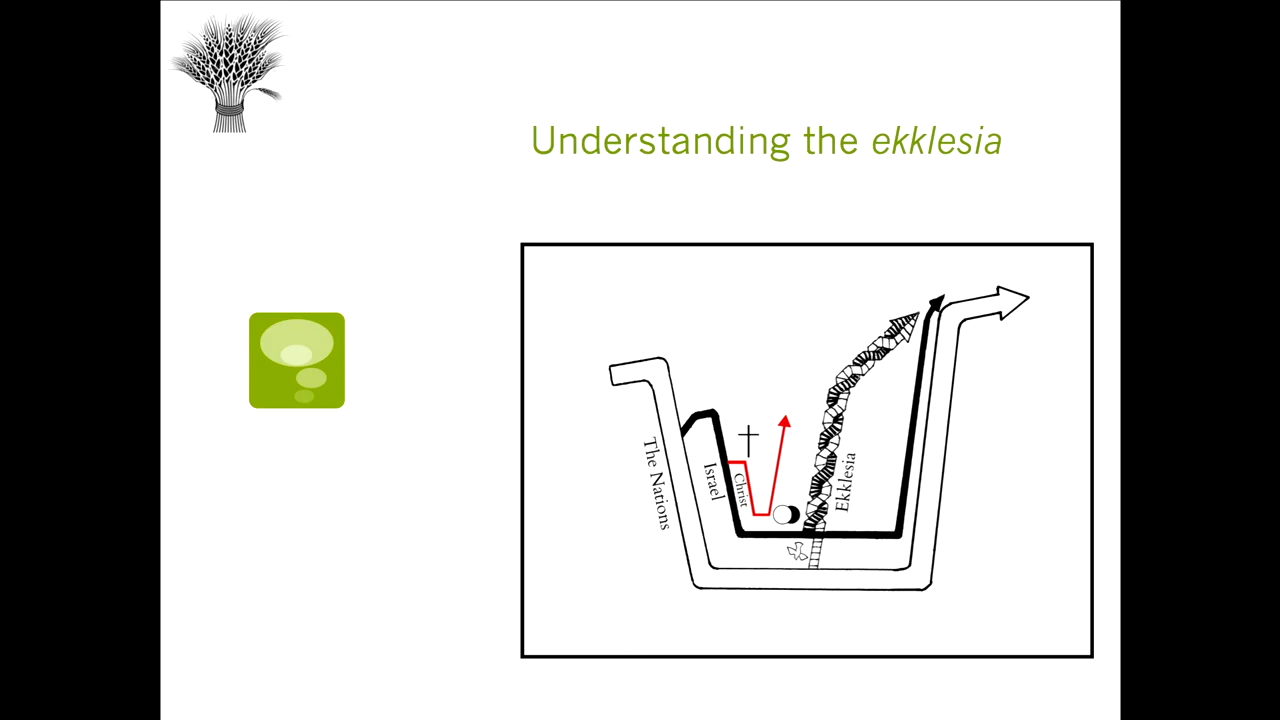 Understanding the ekklesia
The Nations
Israel
Christ
Ekklesia